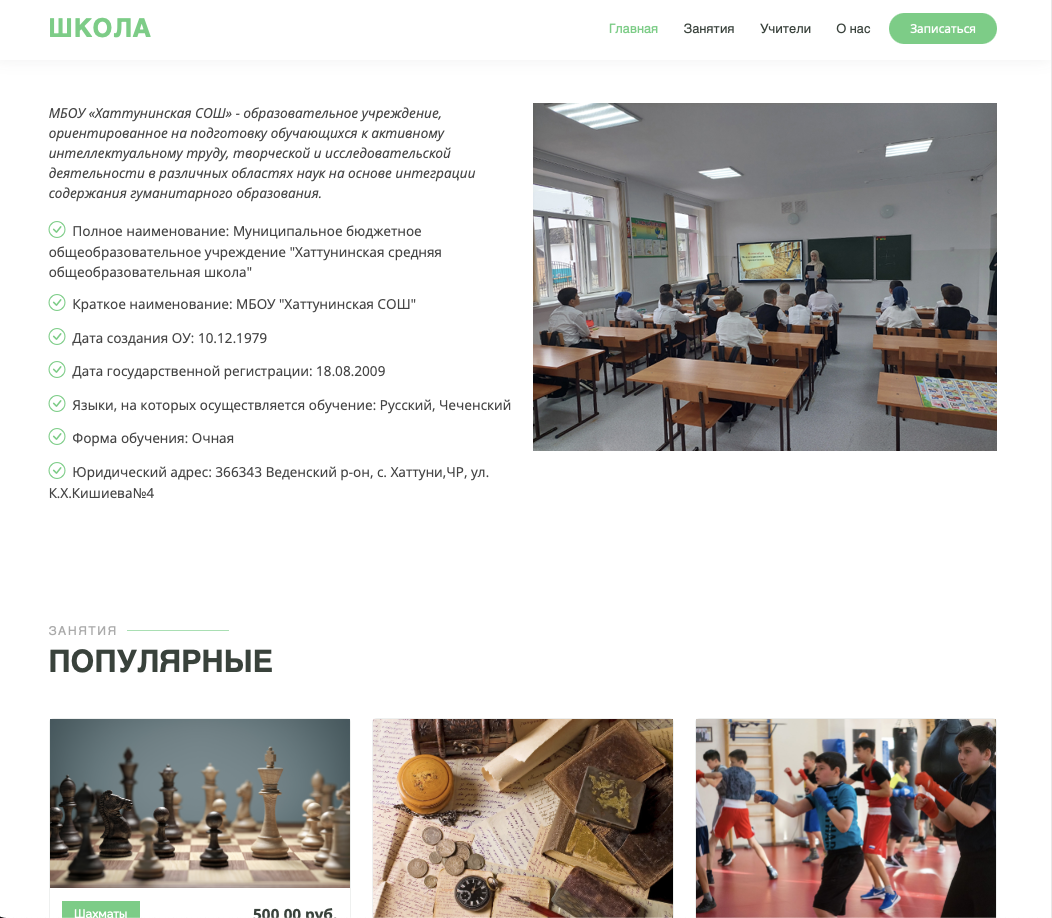 ШКОЛА
Главная
Занятия
Учители
О нас
Записаться
МБОУ «Хаттунинская СОШ» - образовательное учреждение,
ориентированное на подготовку обучающихся к активному
интеллектуальному труду, творческой и исследовательской
деятельности в различных областях наук на основе интеграции
содержания гуманитарного образования.
Полное наименование: Муниципальное бюджетное
общеобразовательное учреждение "Хаттунинская средняя
общеобразовательная школа"
Краткое наименование: МБОУ "Хаттунинская СОШ"
Дата создания ОУ: 10.12.1979
Дата государственной регистрации: 18.08.2009
Языки, на которых осуществляется обучение: Русский, Чеченский
Форма обучения: Очная
Юридический адрес: 366343 Веденский р-он, с. Хаттуни,ЧР, ул.
К.Х.Кишиева№4
ЗАНЯТИЯ
ПОПУЛЯРНЫЕ
Шахматы
500,00 руб.